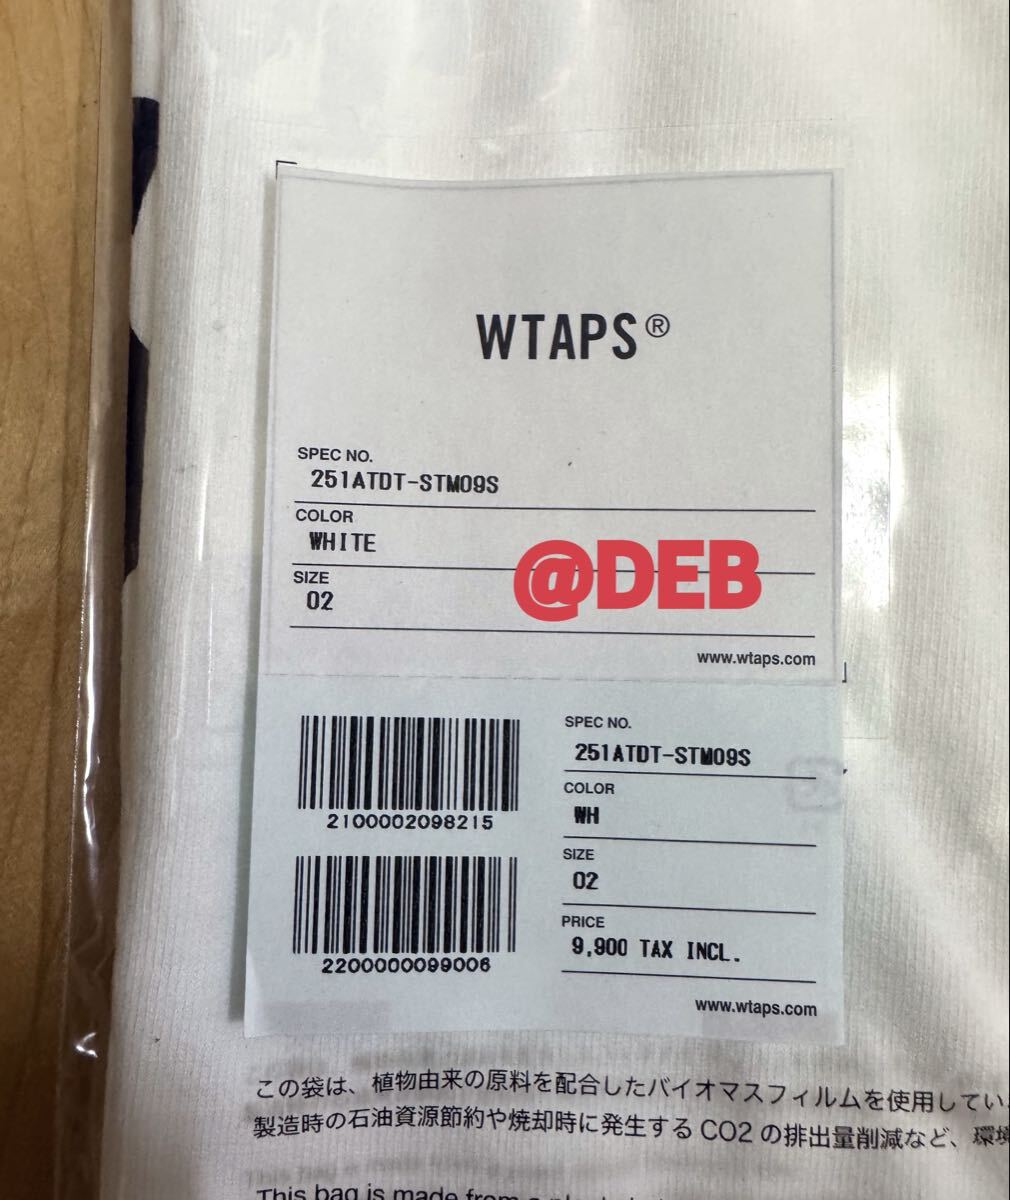 WTAPS®
SPEC NO.
251ATDT-STM09S
COLOR
WHITE
@DEB
SIZE
02
www.wtaps.com
2100002098215
2200000099006
SPEC NO.
251ATDT-STM09S
COLOR
WH
SIZE
02
PRICE
9,900 TAX INCL.
www.wtaps.com
この袋は、植物由来の原料を配合したバイオマスフィルムを使用してい
製造時の石油資源節約や焼却時に発生するCO2の排出量削減など、環境
This bag is made from a